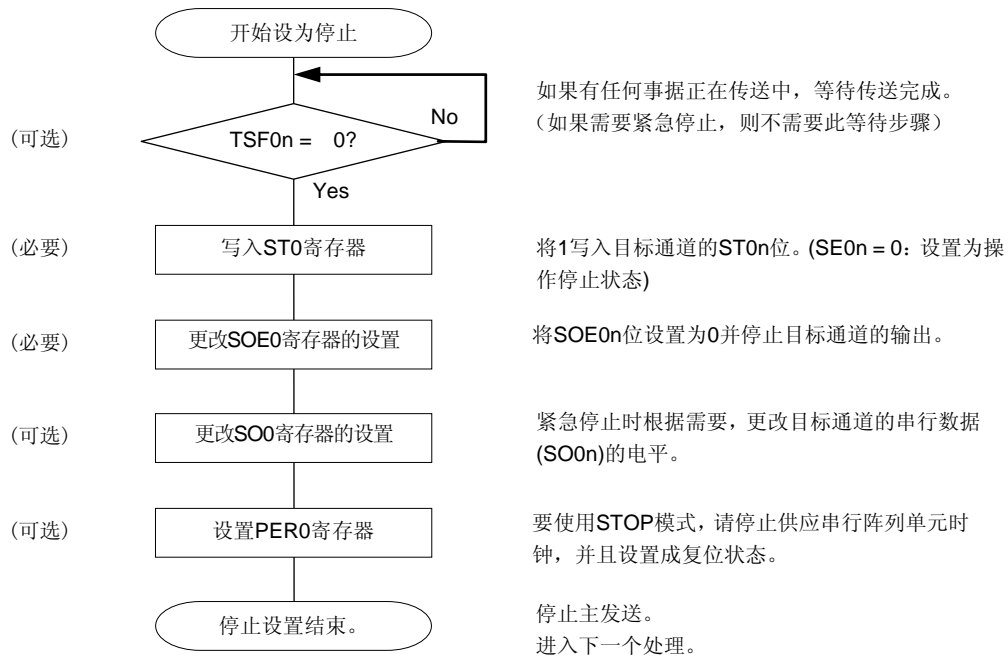 开始设为停止
如果有任何事据正在传送中，等待传送完成。
（如果需要紧急停止，则不需要此等待步骤）
No
(可选)
TSF0n = 0?
Yes
(必要)
写入ST0寄存器
将1写入目标通道的ST0n位。(SE0n = 0：设置为操
作停止状态)
(必要)
更改SOE0寄存器的设置
将SOE0n位设置为0并停止目标通道的输出。
(可选)
更改SO0寄存器的设置
紧急停止时根据需要，更改目标通道的串行数据
(SO0n)的电平。
(可选)
设置PER0寄存器
要使用STOP模式，请停止供应串行阵列单元时
钟，并且设置成复位状态。
停止设置结束。
停止主发送。
进入下一个处理。